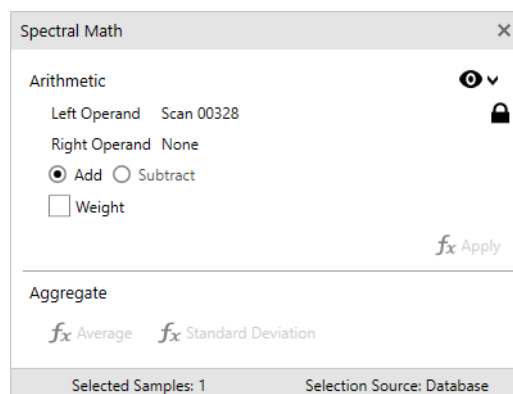 Spectral Math
Arithmetic
Left Operand Scan 00328
Right Operand None
Add Subtract
Weight
fx Apply
Aggregate
fx Average fx Standard Deviation
Selected Samples: 1 Selection Source: Database